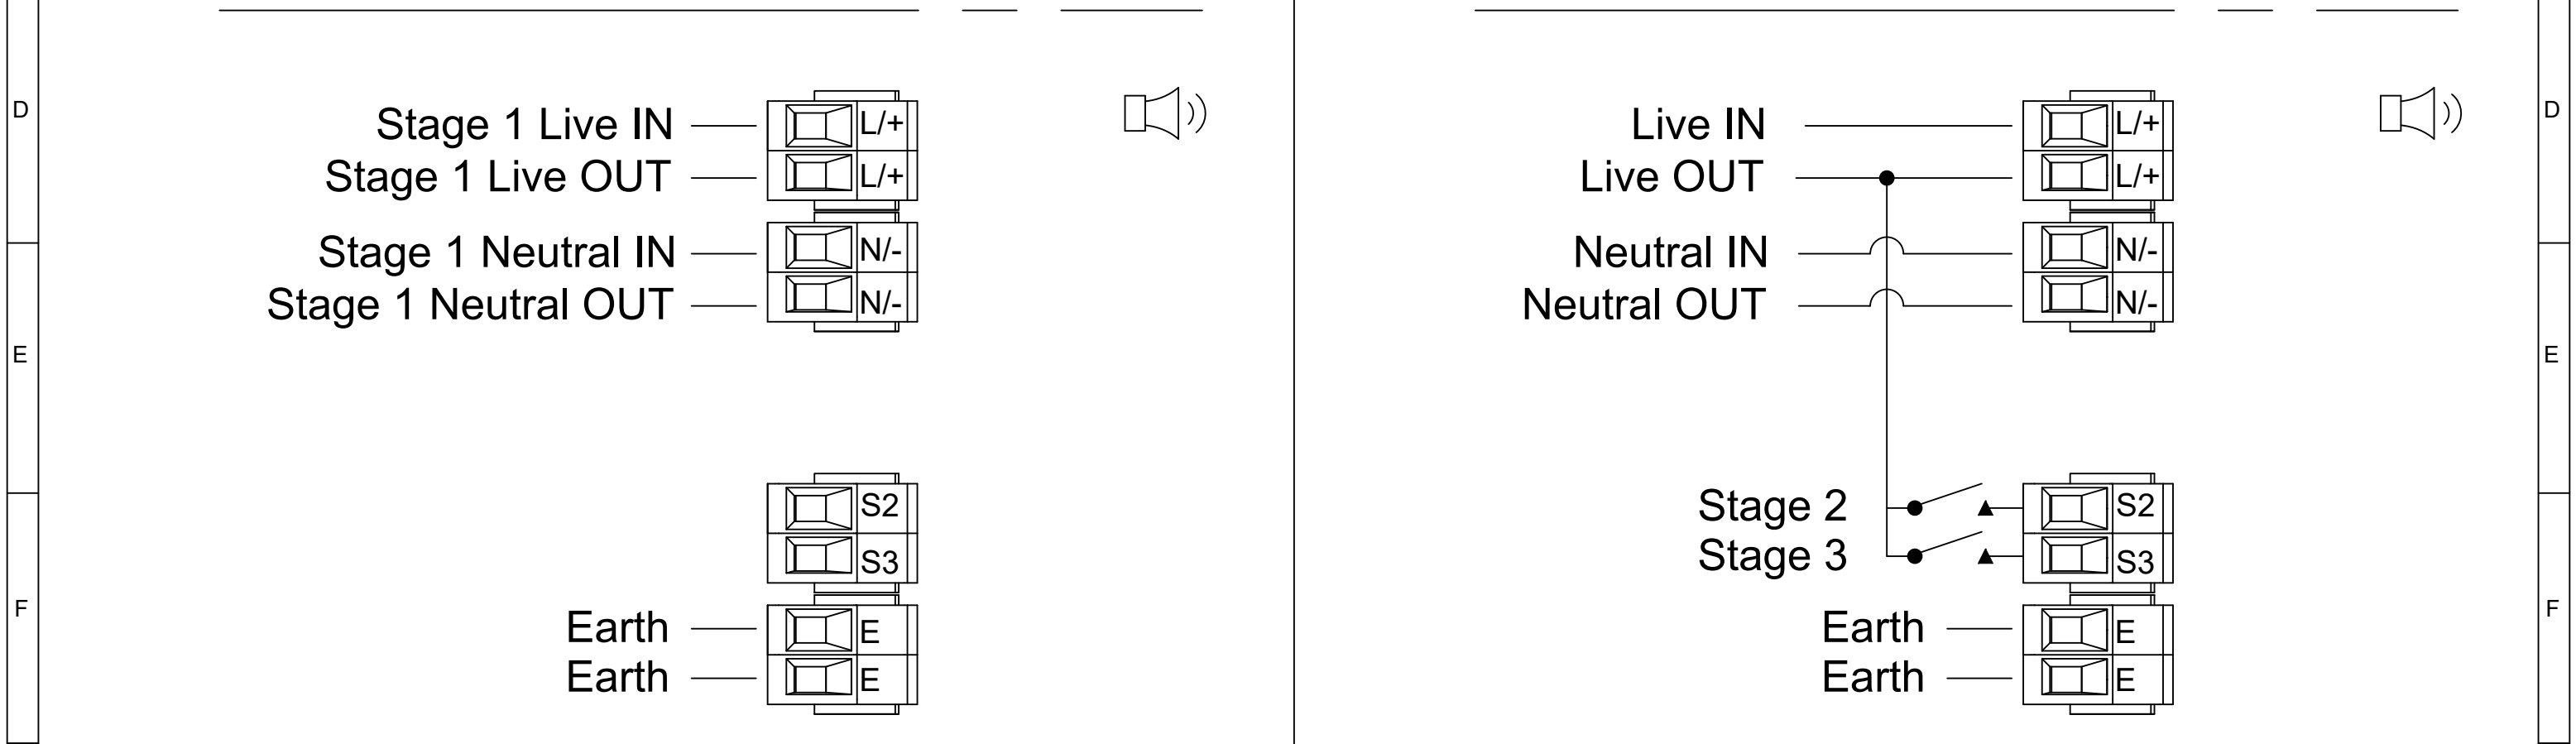 D
Stage 1 Live IN L/+
Stage 1 Live OUT L/+
Stage 1 Neutral IN N/-
Stage 1 Neutral OUT N/-
E
S2
S3
F
Earth E
Earth E
Live IN L/+
Live OUT L/+
Neutral IN N/-
Neutral OUT N/-
Stage 2 S2
Stage 3 S3
Earth E
Earth E
D
E
F